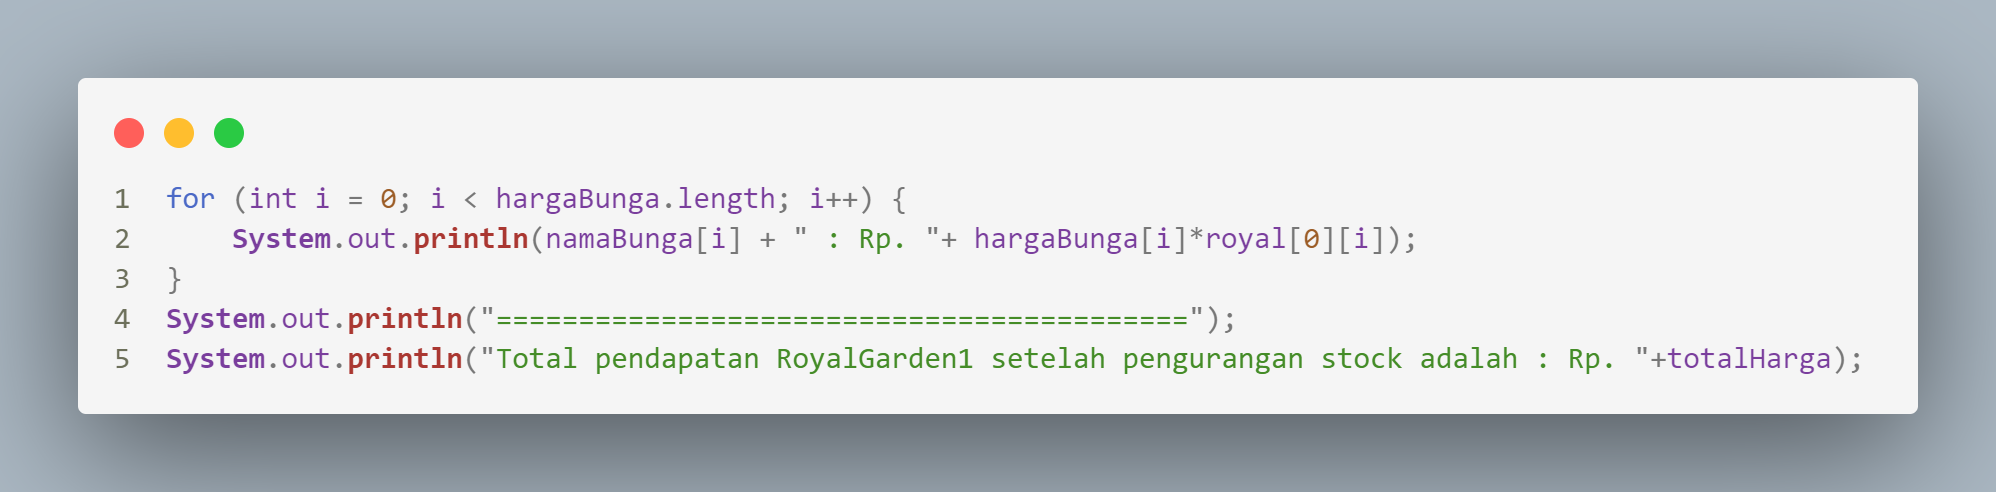 1 for (int i = 0; i < hargaBunga.length; i++) {
2     System.out.println(namaBunga[i] + " : Rp. "+ hargaBunga[i]*royal[0][i]);
3 }
4 System.out.println("==========================================");
5 System.out.println("Total pendapatan RoyalGarden1 setelah pengurangan stock adalah : Rp. "+totalHarga);